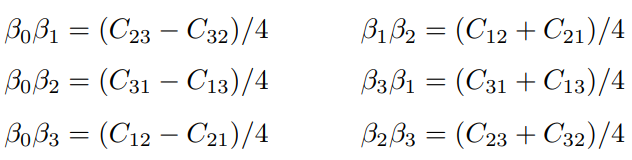 β₀β₁ = (C₂₃ − C₃₂)/4    β₁β₂ = (C₁₂ + C₂₁)/4
β₀β₂ = (C₃₁ − C₁₃)/4    β₃β₁ = (C₃₁ + C₁₃)/4
β₀β₃ = (C₁₂ − C₂₁)/4    β₂β₃ = (C₂₃ + C₃₂)/4